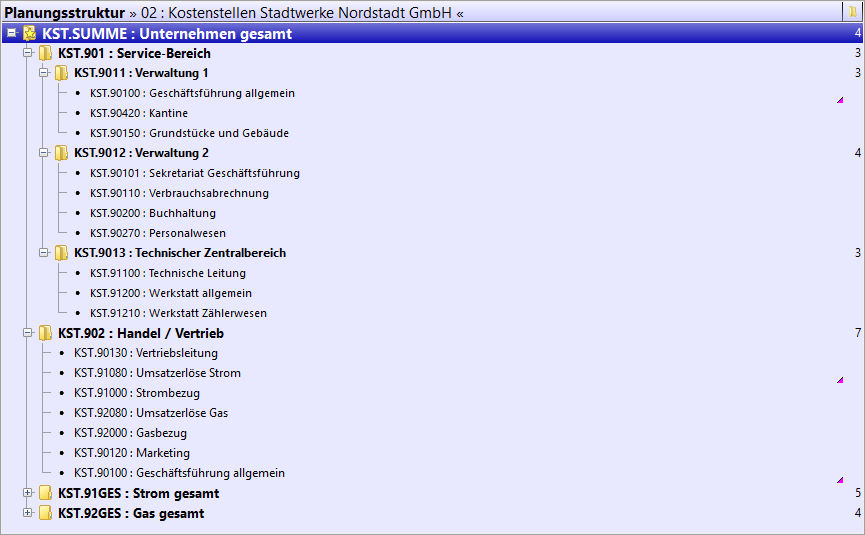 Planungsstruktur » 02 : Kostenstellen Stadtwerke Nordstadt GmbH «
KST.SUMME : Unternehmen gesamt 4
KST.901 : Service-Bereich 3
KST.9011 : Verwaltung 1 3
• KST.90100 : Geschäftsführung allgemein
• KST.90420 : Kantine
• KST.90150 : Grundstücke und Gebäude
KST.9012 : Verwaltung 2 4
• KST.90101 : Sekretariat Geschäftsführung
• KST.90110 : Verbrauchsabrechnung
• KST.90200 : Buchhaltung
• KST.90270 : Personalwesen
KST.9013 : Technischer Zentralbereich 3
• KST.91100 : Technische Leitung
• KST.91200 : Werkstatt allgemein
• KST.91210 : Werkstatt Zählerwesen
KST.902 : Handel / Vertrieb 7
• KST.90130 : Vertriebsleitung
• KST.91080 : Umsatzerlöse Strom
• KST.91000 : Strombezug
• KST.92080 : Umsatzerlöse Gas
• KST.92000 : Gasbezug
• KST.90120 : Marketing
• KST.90100 : Geschäftsführung allgemein
KST.91GES : Strom gesamt 5
KST.92GES : Gas gesamt 4